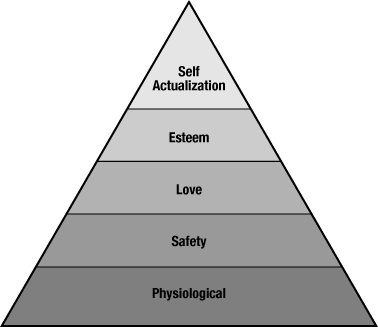 Self
Actualization
Esteem
Love
Safety
Physiological